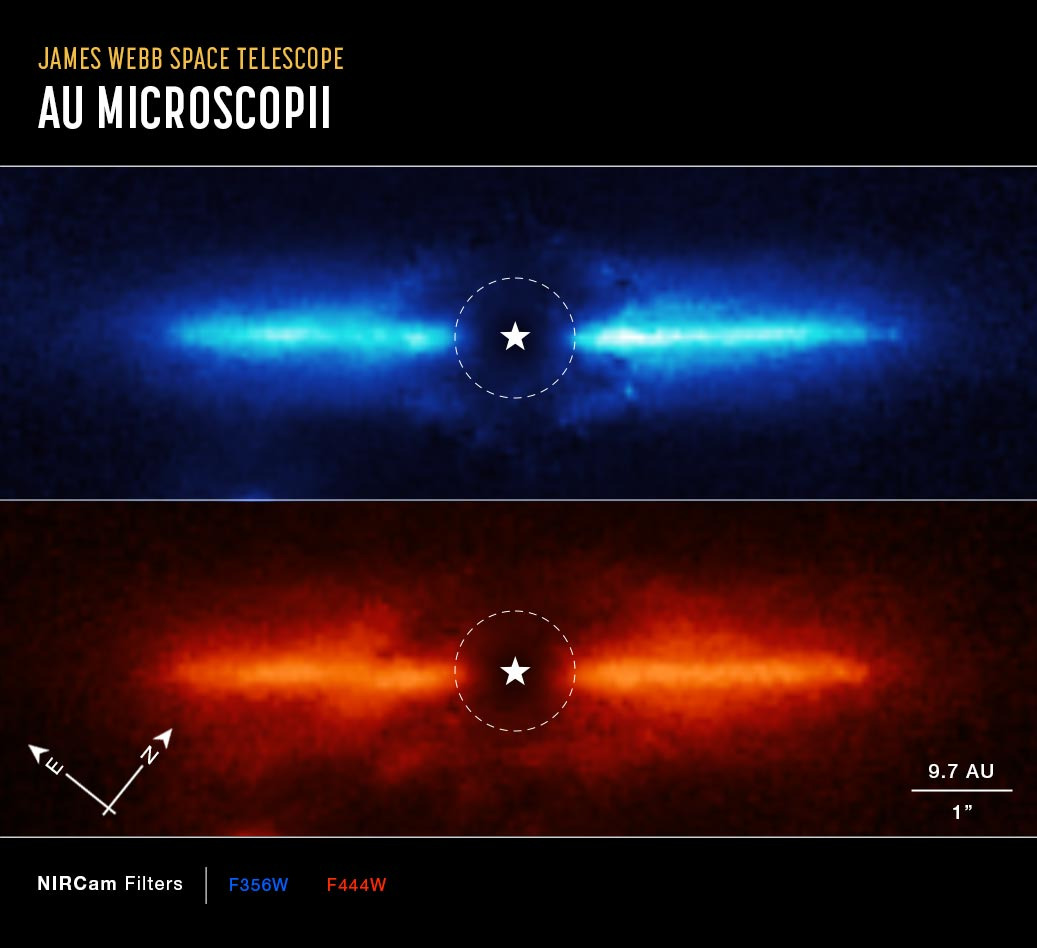 JAMES WEBB SPACE TELESCOPE
AU MICROSCOPII
E
N
9.7 AU
1”
NIRCam Filters
F356W
F444W